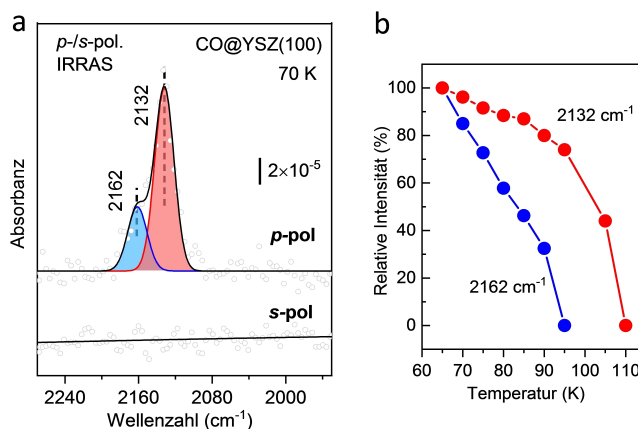 a
p-/s-pol.
IRRAS
CO@YSZ(100)
70 K
2132
2162
2×10-5
p-pol
s-pol
Absorbanz
2240 2160 2080 2000
Wellenzahl (cm-1)
b
100
80
60
40
20
0
2132 cm-1
2162 cm-1
Relative Intensität (%)
60 70 80 90 100 110
Temperatur (K)